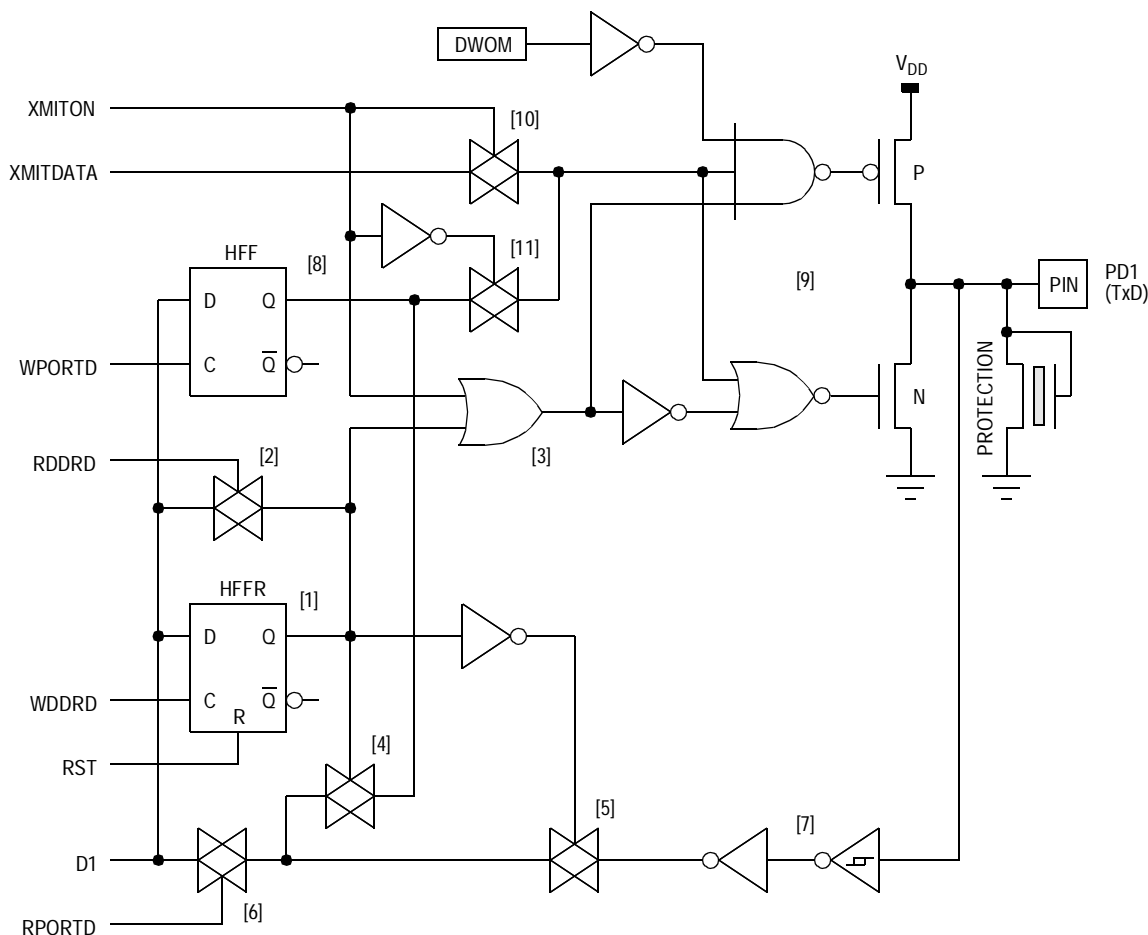 DWOM
V_DD
XMITON
[10]
XMITDATA
P
[11]
HFF
[8]
[9]
PIN
PD1
(TxD)
D
Q
WPORTD
C
Q̅
PROTECTION
N
RDDRD
[2]
[3]
HFFR
[1]
D
Q
WDDRD
C
Q̅
R
RST
[4]
[5]
[7]
D1
[6]
RPORTD